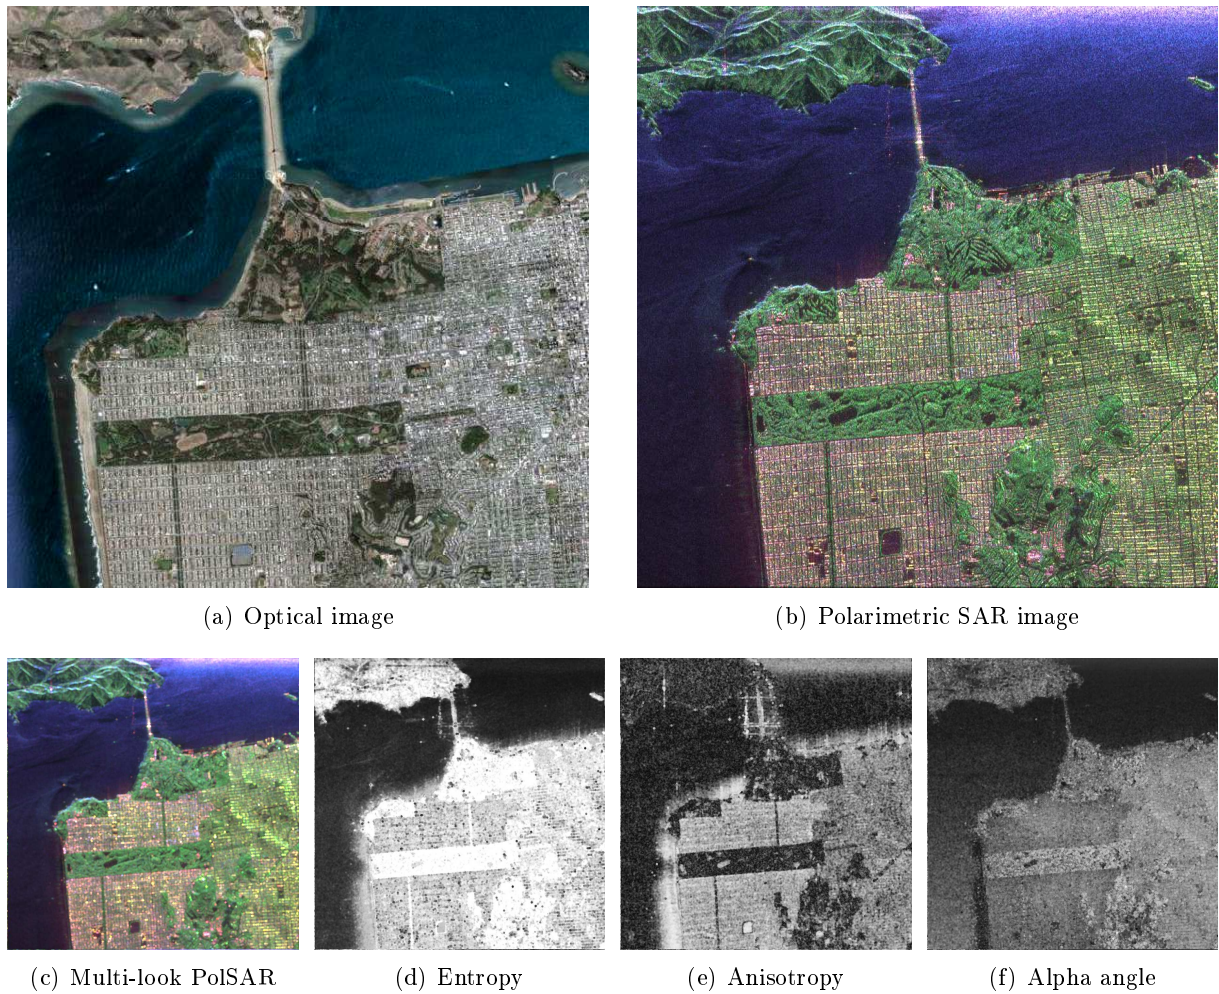 (a) Optical image
(b) Polarimetric SAR image
(c) Multi-look PolSAR
(d) Entropy
(e) Anisotropy
(f) Alpha angle